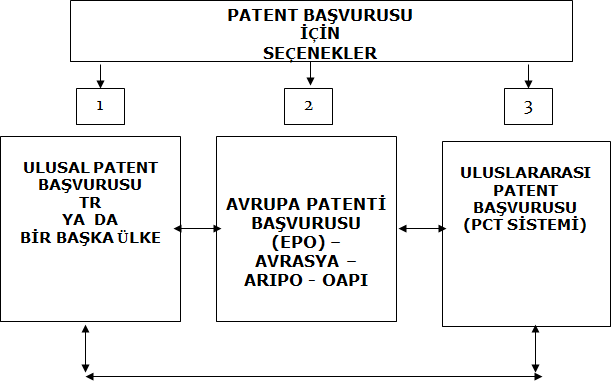 PATENT BAŞVURUSU
İÇİN
SEÇENEKLER
1
2
3
ULUSAL PATENT
BAŞVURUSU
TR
YA DA
BİR BAŞKA ÜLKE
AVRUPA PATENTİ
BAŞVURUSU
(EPO) –
AVRASYA –
ARIPO - OAPI
ULUSLARARASI
PATENT
BAŞVURUSU
(PCT SİSTEMİ)